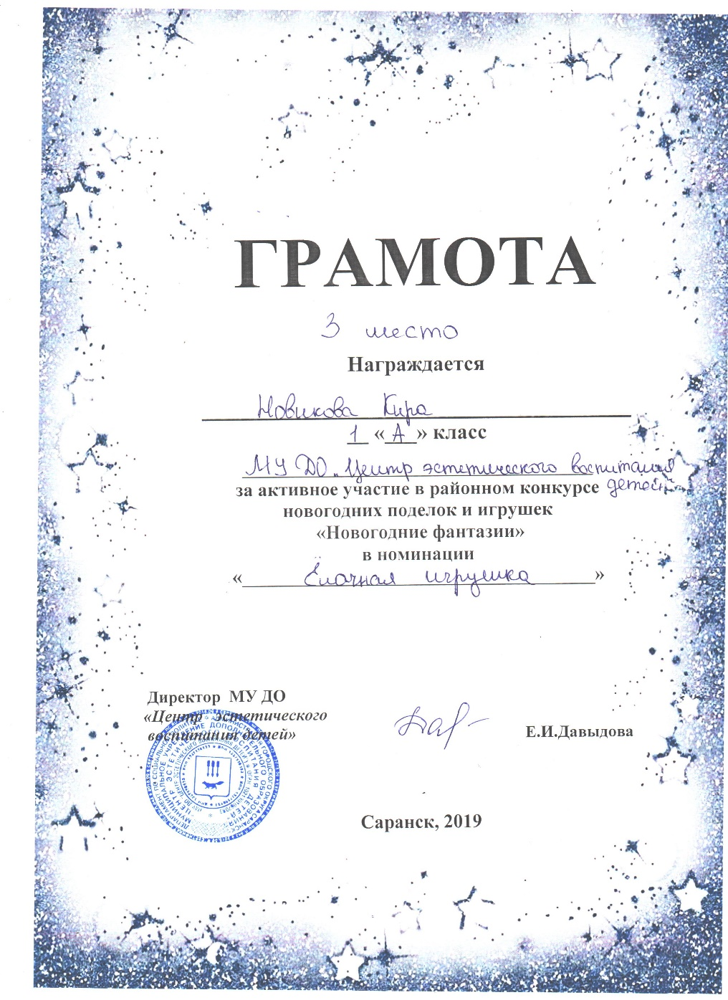 ГРАМОТА
3 место
Награждается
Новикова Кира
1 «А» класс
МУ ДО „Центр эстетического воспитания
за активное участие в районном конкурсе детей“
новогодних поделок и игрушек
«Новогодние фантазии»
в номинации
«Ёлочная игрушка»
Директор МУ ДО
«Центр эстетического
воспитания детей»
Е.И.Давыдова
Саранск, 2019